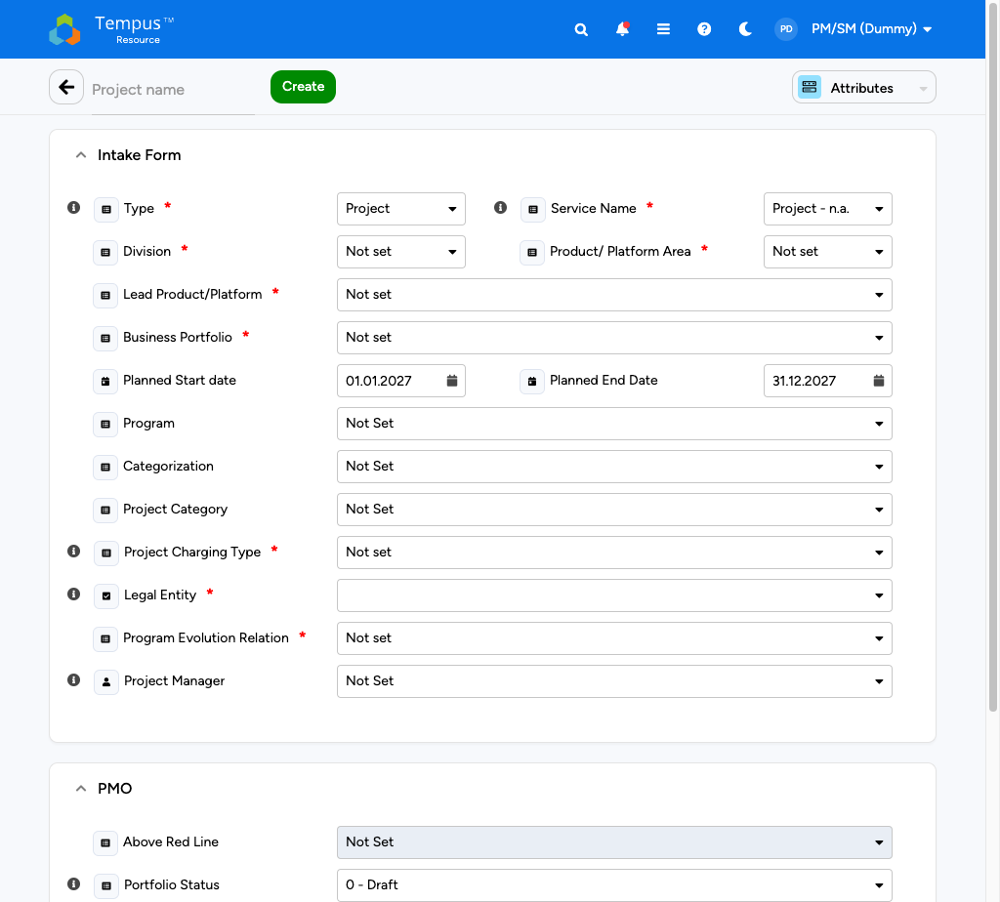 Tempus™
Resource
PD PM/SM (Dummy)
Project name Create Attributes
Intake Form
Type * Project Service Name * Project - n.a.
Division * Not set Product/ Platform Area * Not set
Lead Product/Platform * Not set
Business Portfolio * Not set
Planned Start date 01.01.2027 Planned End Date 31.12.2027
Program Not Set
Categorization Not Set
Project Category Not Set
Project Charging Type * Not set
Legal Entity *
Program Evolution Relation * Not set
Project Manager Not Set
PMO
Above Red Line Not Set
Portfolio Status 0 - Draft